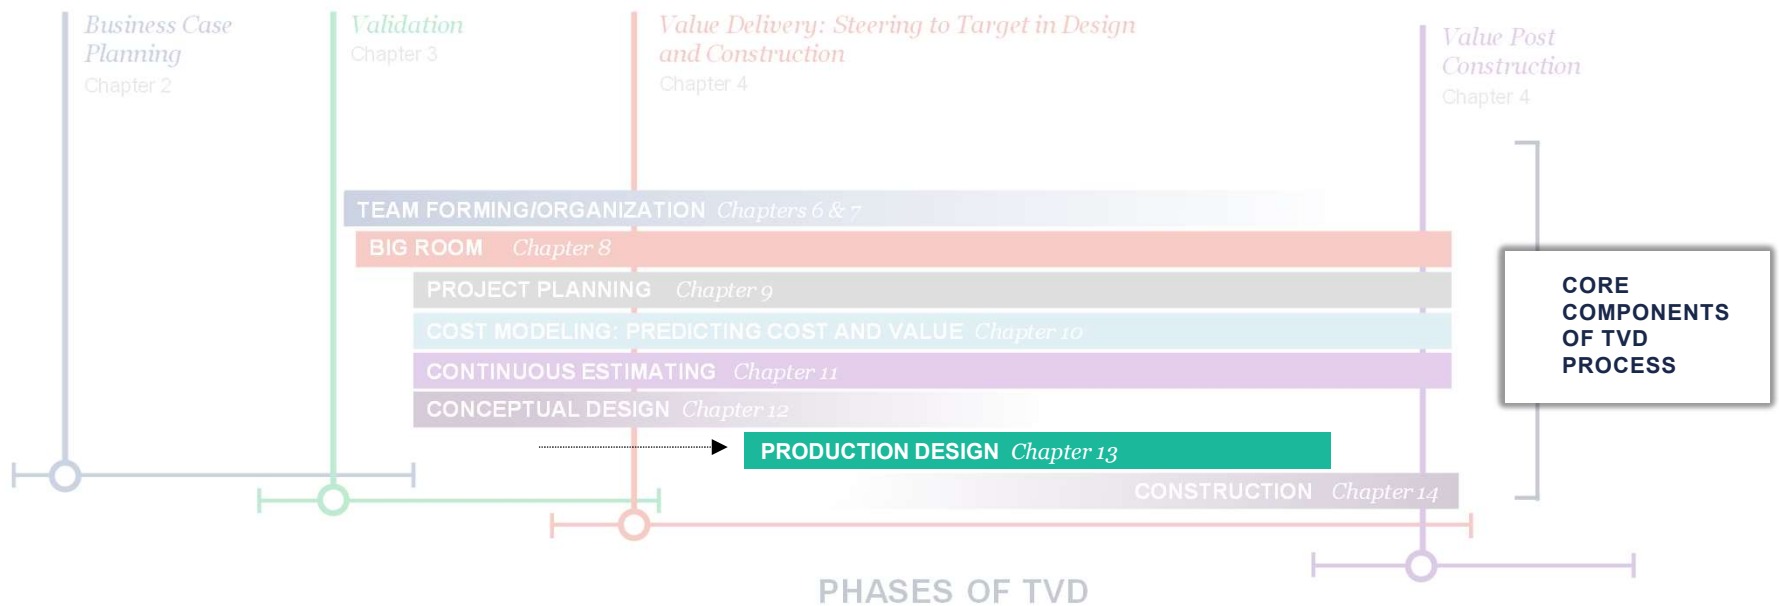 Business Case
Planning
Chapter 2
Validation
Chapter 3
Value Delivery: Steering to Target in Design
and Construction
Chapter 4
Value Post
Construction
Chapter 4
TEAM FORMING/ORGANIZATION Chapters 6 & 7
BIG ROOM Chapter 8
PROJECT PLANNING Chapter 9
COST MODELING: PREDICTING COST AND VALUE Chapter 10
CONTINUOUS ESTIMATING Chapter 11
CONCEPTUAL DESIGN Chapter 12
PRODUCTION DESIGN Chapter 13
CONSTRUCTION Chapter 14
CORE
COMPONENTS
OF TVD
PROCESS
PHASES OF TVD